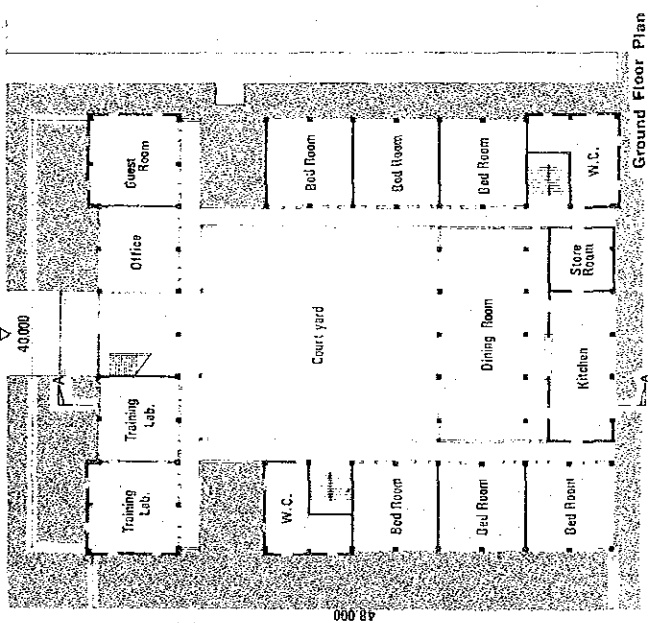 40.000
Training
Lab.
Training
Lab.
Office
Guest
Room
W.C.
Bed Room
Court yard
Bed Room
Bed Room
Bed Room
Dining Room
Bed Room
Bed Room
Kitchen
Store
Room
W.C.
A
A
48.000
Ground Floor Plan